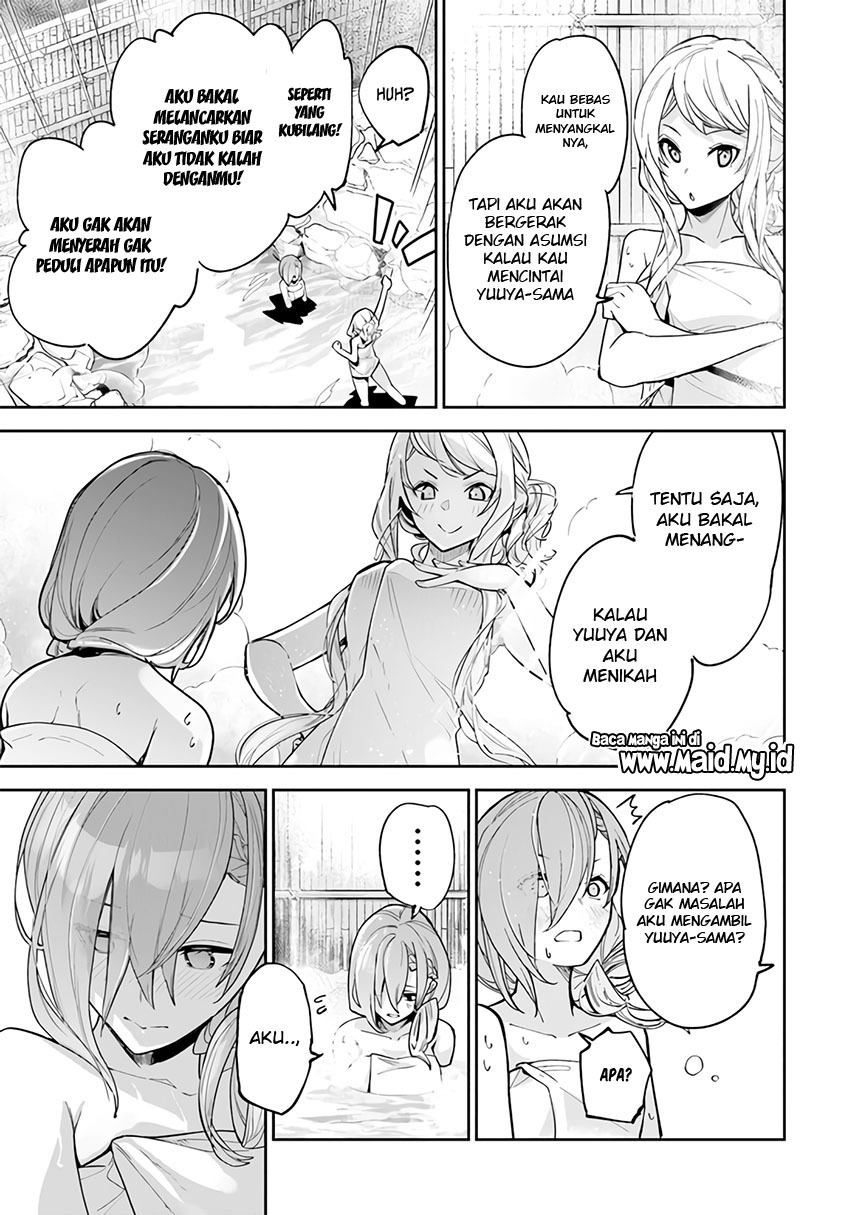 KAU BEBAS
UNTUK
MENYANGKAL
NYA,
TAPI AKU AKAN
BERGERAK
DENGAN ASUMSI
KALAU KAU
MENCINTAI
YUUYA-SAMA
HUH?
SEPERTI
YANG
KUBILANG!
AKU BAKAL
MELANCARKAN
SERANGANKU BIAR
AKU TIDAK KALAH
DENGANMU!
AKU GAK AKAN
MENYERAH GAK
PEDULI APAPUN ITU!
TENTU SAJA,
AKU BAKAL
MENANG-
KALAU
YUUYA DAN
AKU
MENIKAH
Baca Manga ini di
www.Maid.My.id
GIMANA? APA
GAK MASALAH
AKU MENGAMBIL
YUUYA-SAMA?
APA?
......
AKU..,